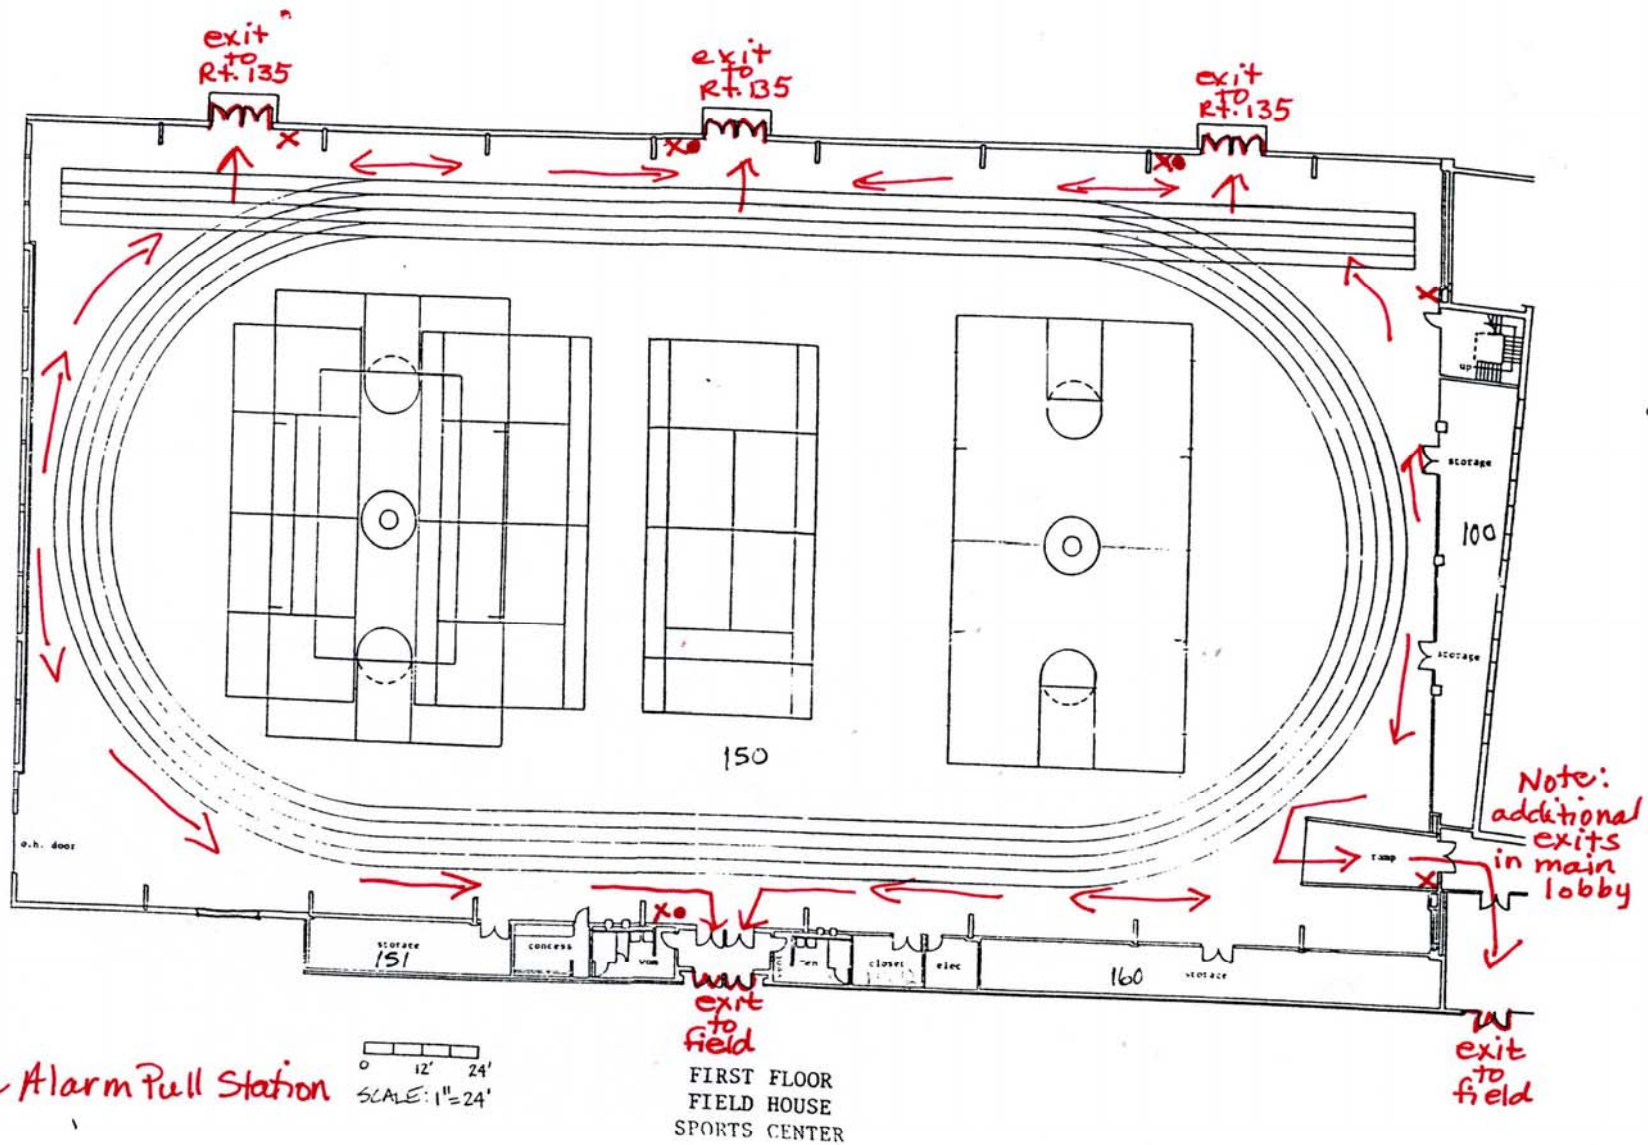 exit
to
Rt. 135
exit
to
Rt. 135
exit
to
Rt. 135
up
storage
100
storage
150
Note:
additional
exits
in main
lobby
o.h. door
ramp
storage
151
concess
wom
closet
elec
160
storage
exit
to
field
exit
to
field
Alarm Pull Station
0 12' 24'
SCALE: 1"=24'
FIRST FLOOR
FIELD HOUSE
SPORTS CENTER